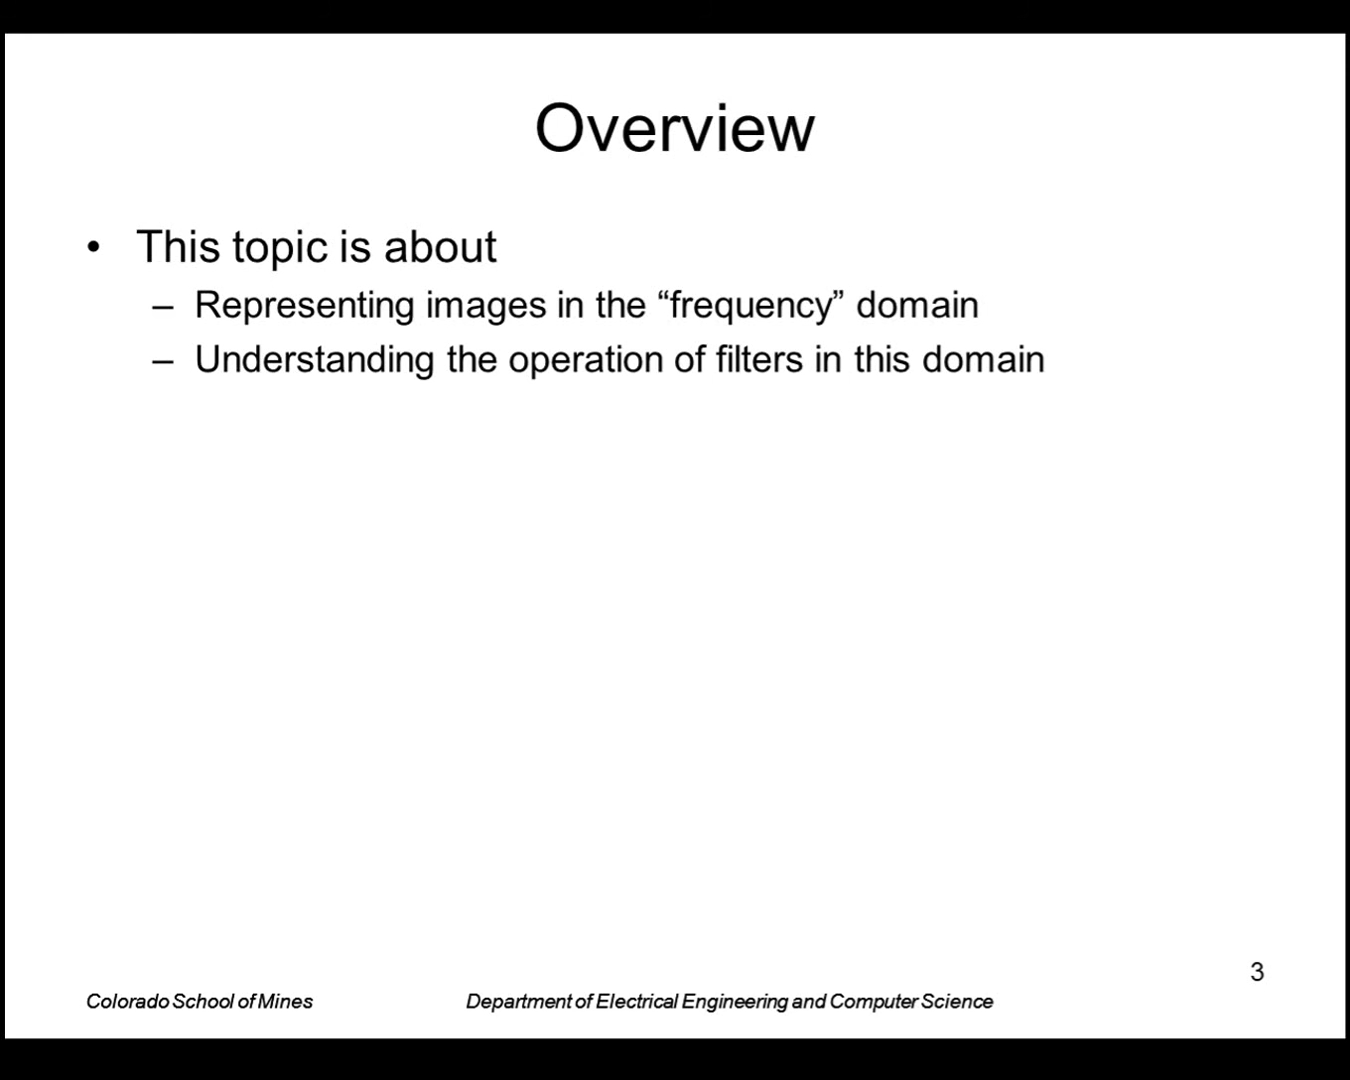 Overview
• This topic is about
– Representing images in the “frequency” domain
– Understanding the operation of filters in this domain
3
Colorado School of Mines
Department of Electrical Engineering and Computer Science